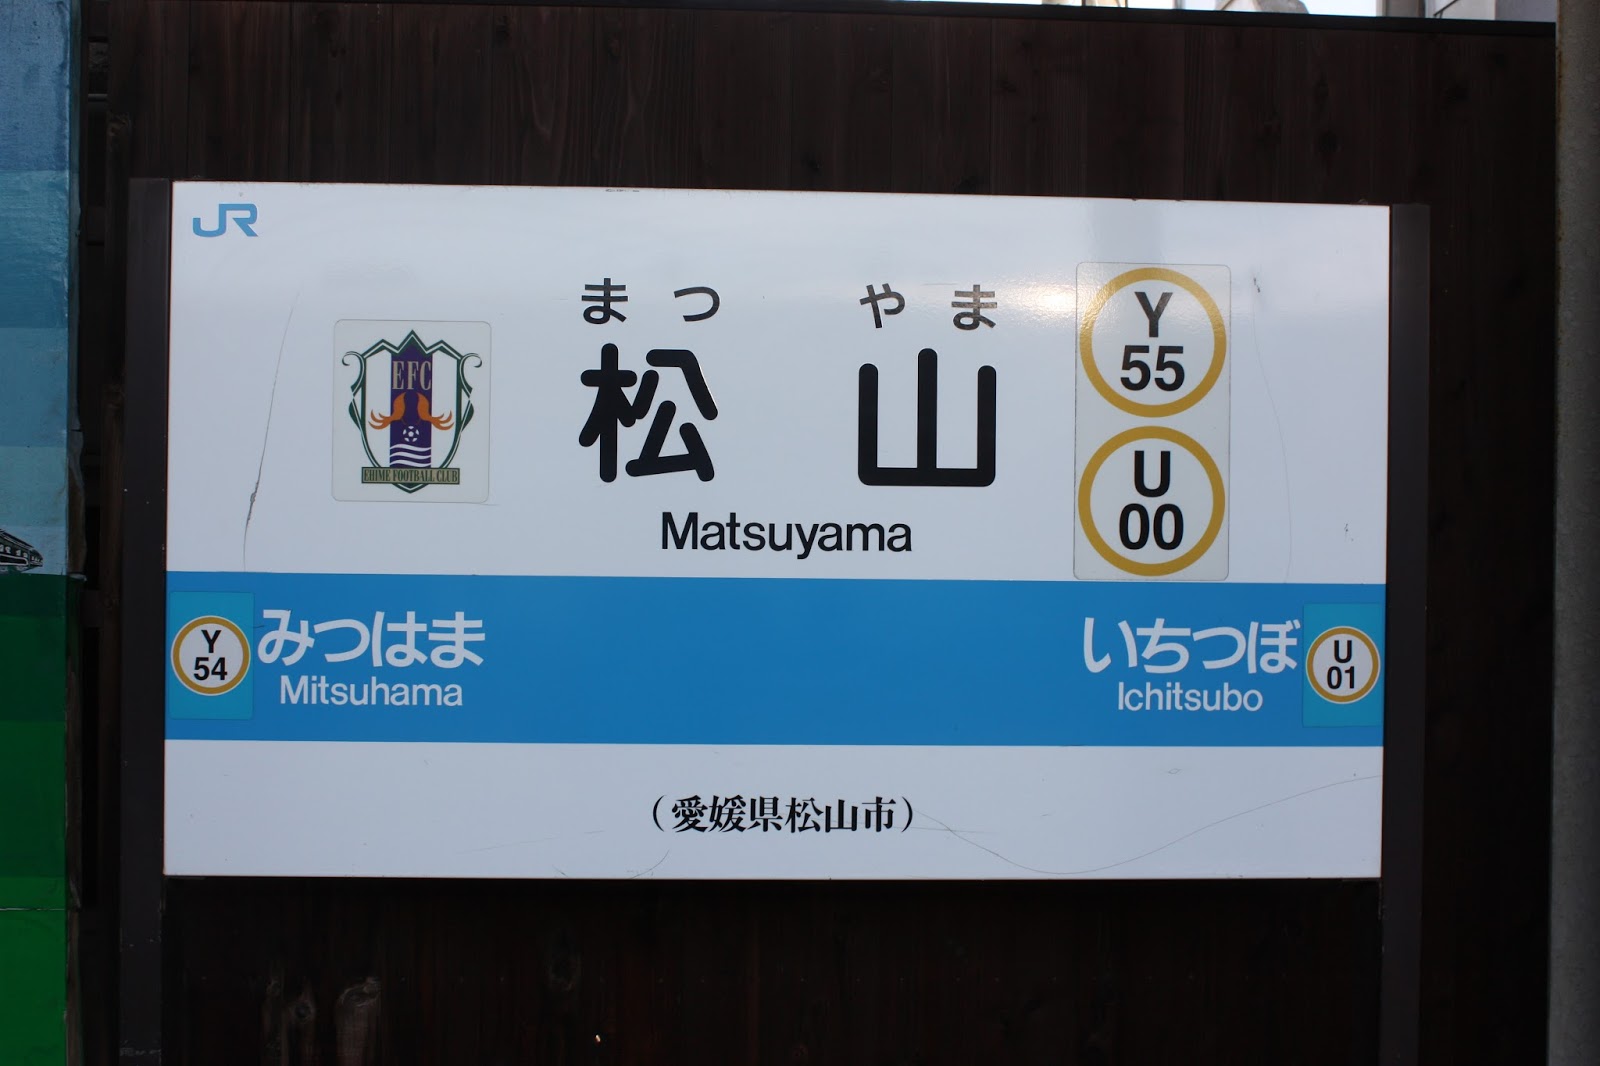 JR
まつやま
松山
Matsuyama
EFC
EHIME FOOTBALL CLUB
Y
55
U
00
Y
54
みつはま
Mitsuhama
いちつぼ
Ichitsubo
U
01
（愛媛県松山市）